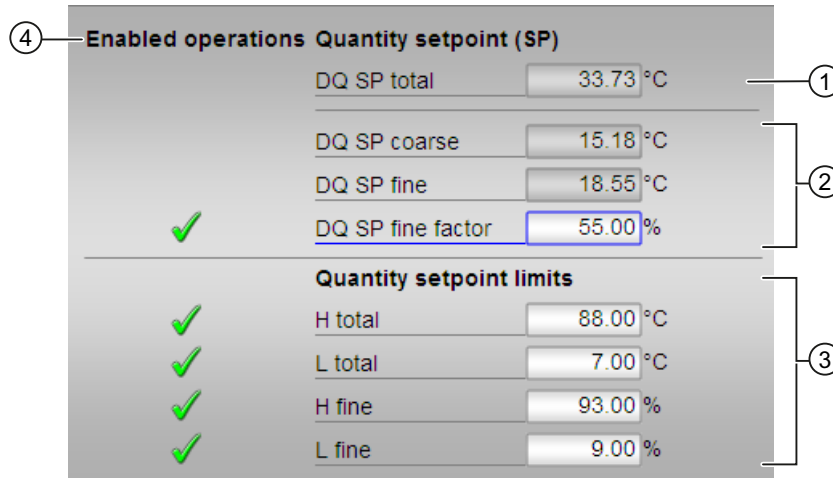 4 Enabled operations Quantity setpoint (SP)
DQ SP total 33.73 °C 1
DQ SP coarse 15.18 °C
DQ SP fine 18.55 °C 2
DQ SP fine factor 55.00 %
Quantity setpoint limits
H total 88.00 °C
L total 7.00 °C 3
H fine 93.00 %
L fine 9.00 %